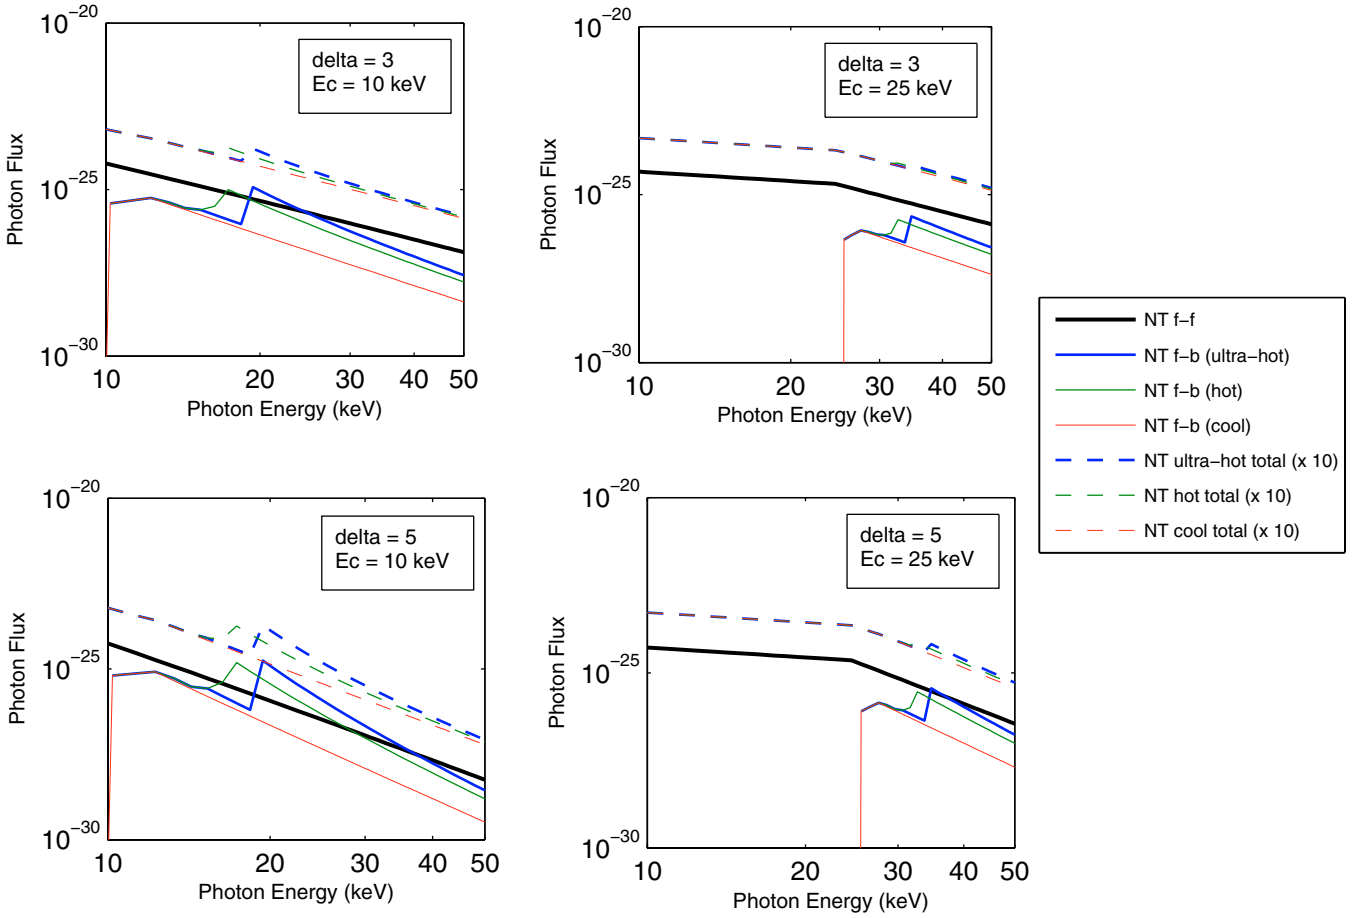 10−20
10−25
10−30
Photon Flux
delta = 3
Ec = 10 keV
10 20 30 40 50
Photon Energy (keV)
10−20
10−25
10−30
Photon Flux
delta = 3
Ec = 25 keV
10 20 30 40 50
Photon Energy (keV)
NT f−f
NT f−b (ultra−hot)
NT f−b (hot)
NT f−b (cool)
NT ultra−hot total (x 10)
NT hot total (x 10)
NT cool total (x 10)
10−20
10−25
10−30
Photon Flux
delta = 5
Ec = 10 keV
10 20 30 40 50
Photon Energy (keV)
10−20
10−25
10−30
Photon Flux
delta = 5
Ec = 25 keV
10 20 30 40 50
Photon Energy (keV)